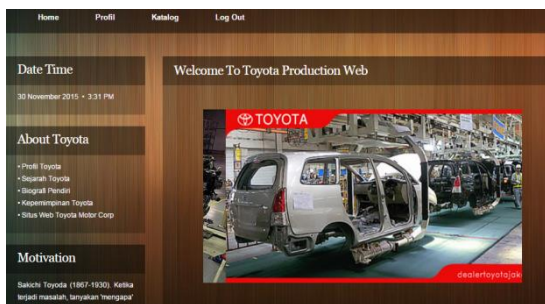 Home Profil Katalog Log Out
Date Time
30 November 2015 • 3:31 PM
About Toyota
• Profil Toyota
• Sejarah Toyota
• Biografi Pendiri
• Kepemimpinan Toyota
• Situs Web Toyota Motor Corp
Motivation
Sakichi Toyoda (1867-1930). Ketika
terjadi masalah, tanyakan 'mengapa'
Welcome To Toyota Production Web
TOYOTA
dealertoyotajak